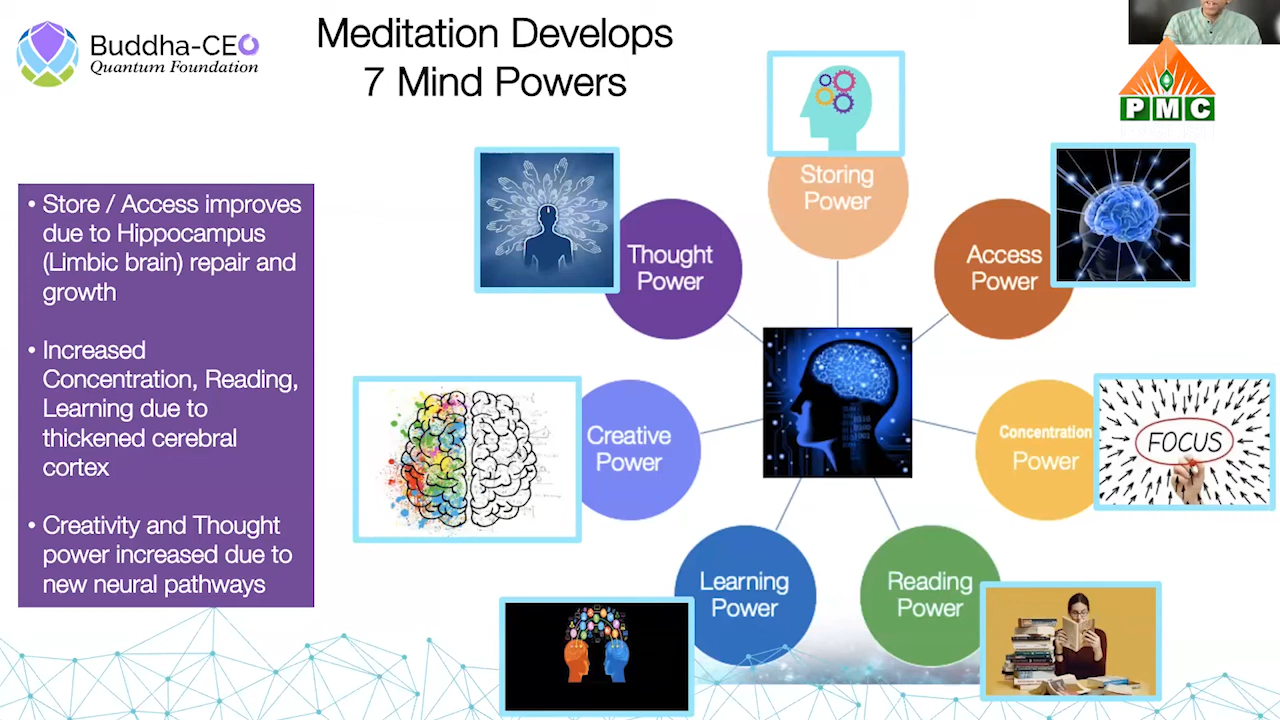 Buddha-CEO
Quantum Foundation
Meditation Develops
7 Mind Powers
PMC
• Store / Access improves
due to Hippocampus
(Limbic brain) repair and
growth
• Increased
Concentration, Reading,
Learning due to
thickened cerebral
cortex
• Creativity and Thought
power increased due to
new neural pathways
Storing
Power
Thought
Power
Access
Power
Creative
Power
Concentration
Power
FOCUS
Learning
Power
Reading
Power